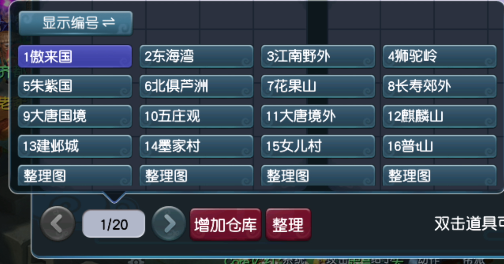 显示编号⇌
1傲来国 2东海湾 3江南野外 4狮驼岭
5朱紫国 6北俱芦洲 7花果山 8长寿郊外
9大唐国境 10五庄观 11大唐境外 12麒麟山
13建邺城 14墨家村 15女儿村 16普山
整理图 整理图 整理图 整理图
1/20 增加仓库 整理 双击道具可